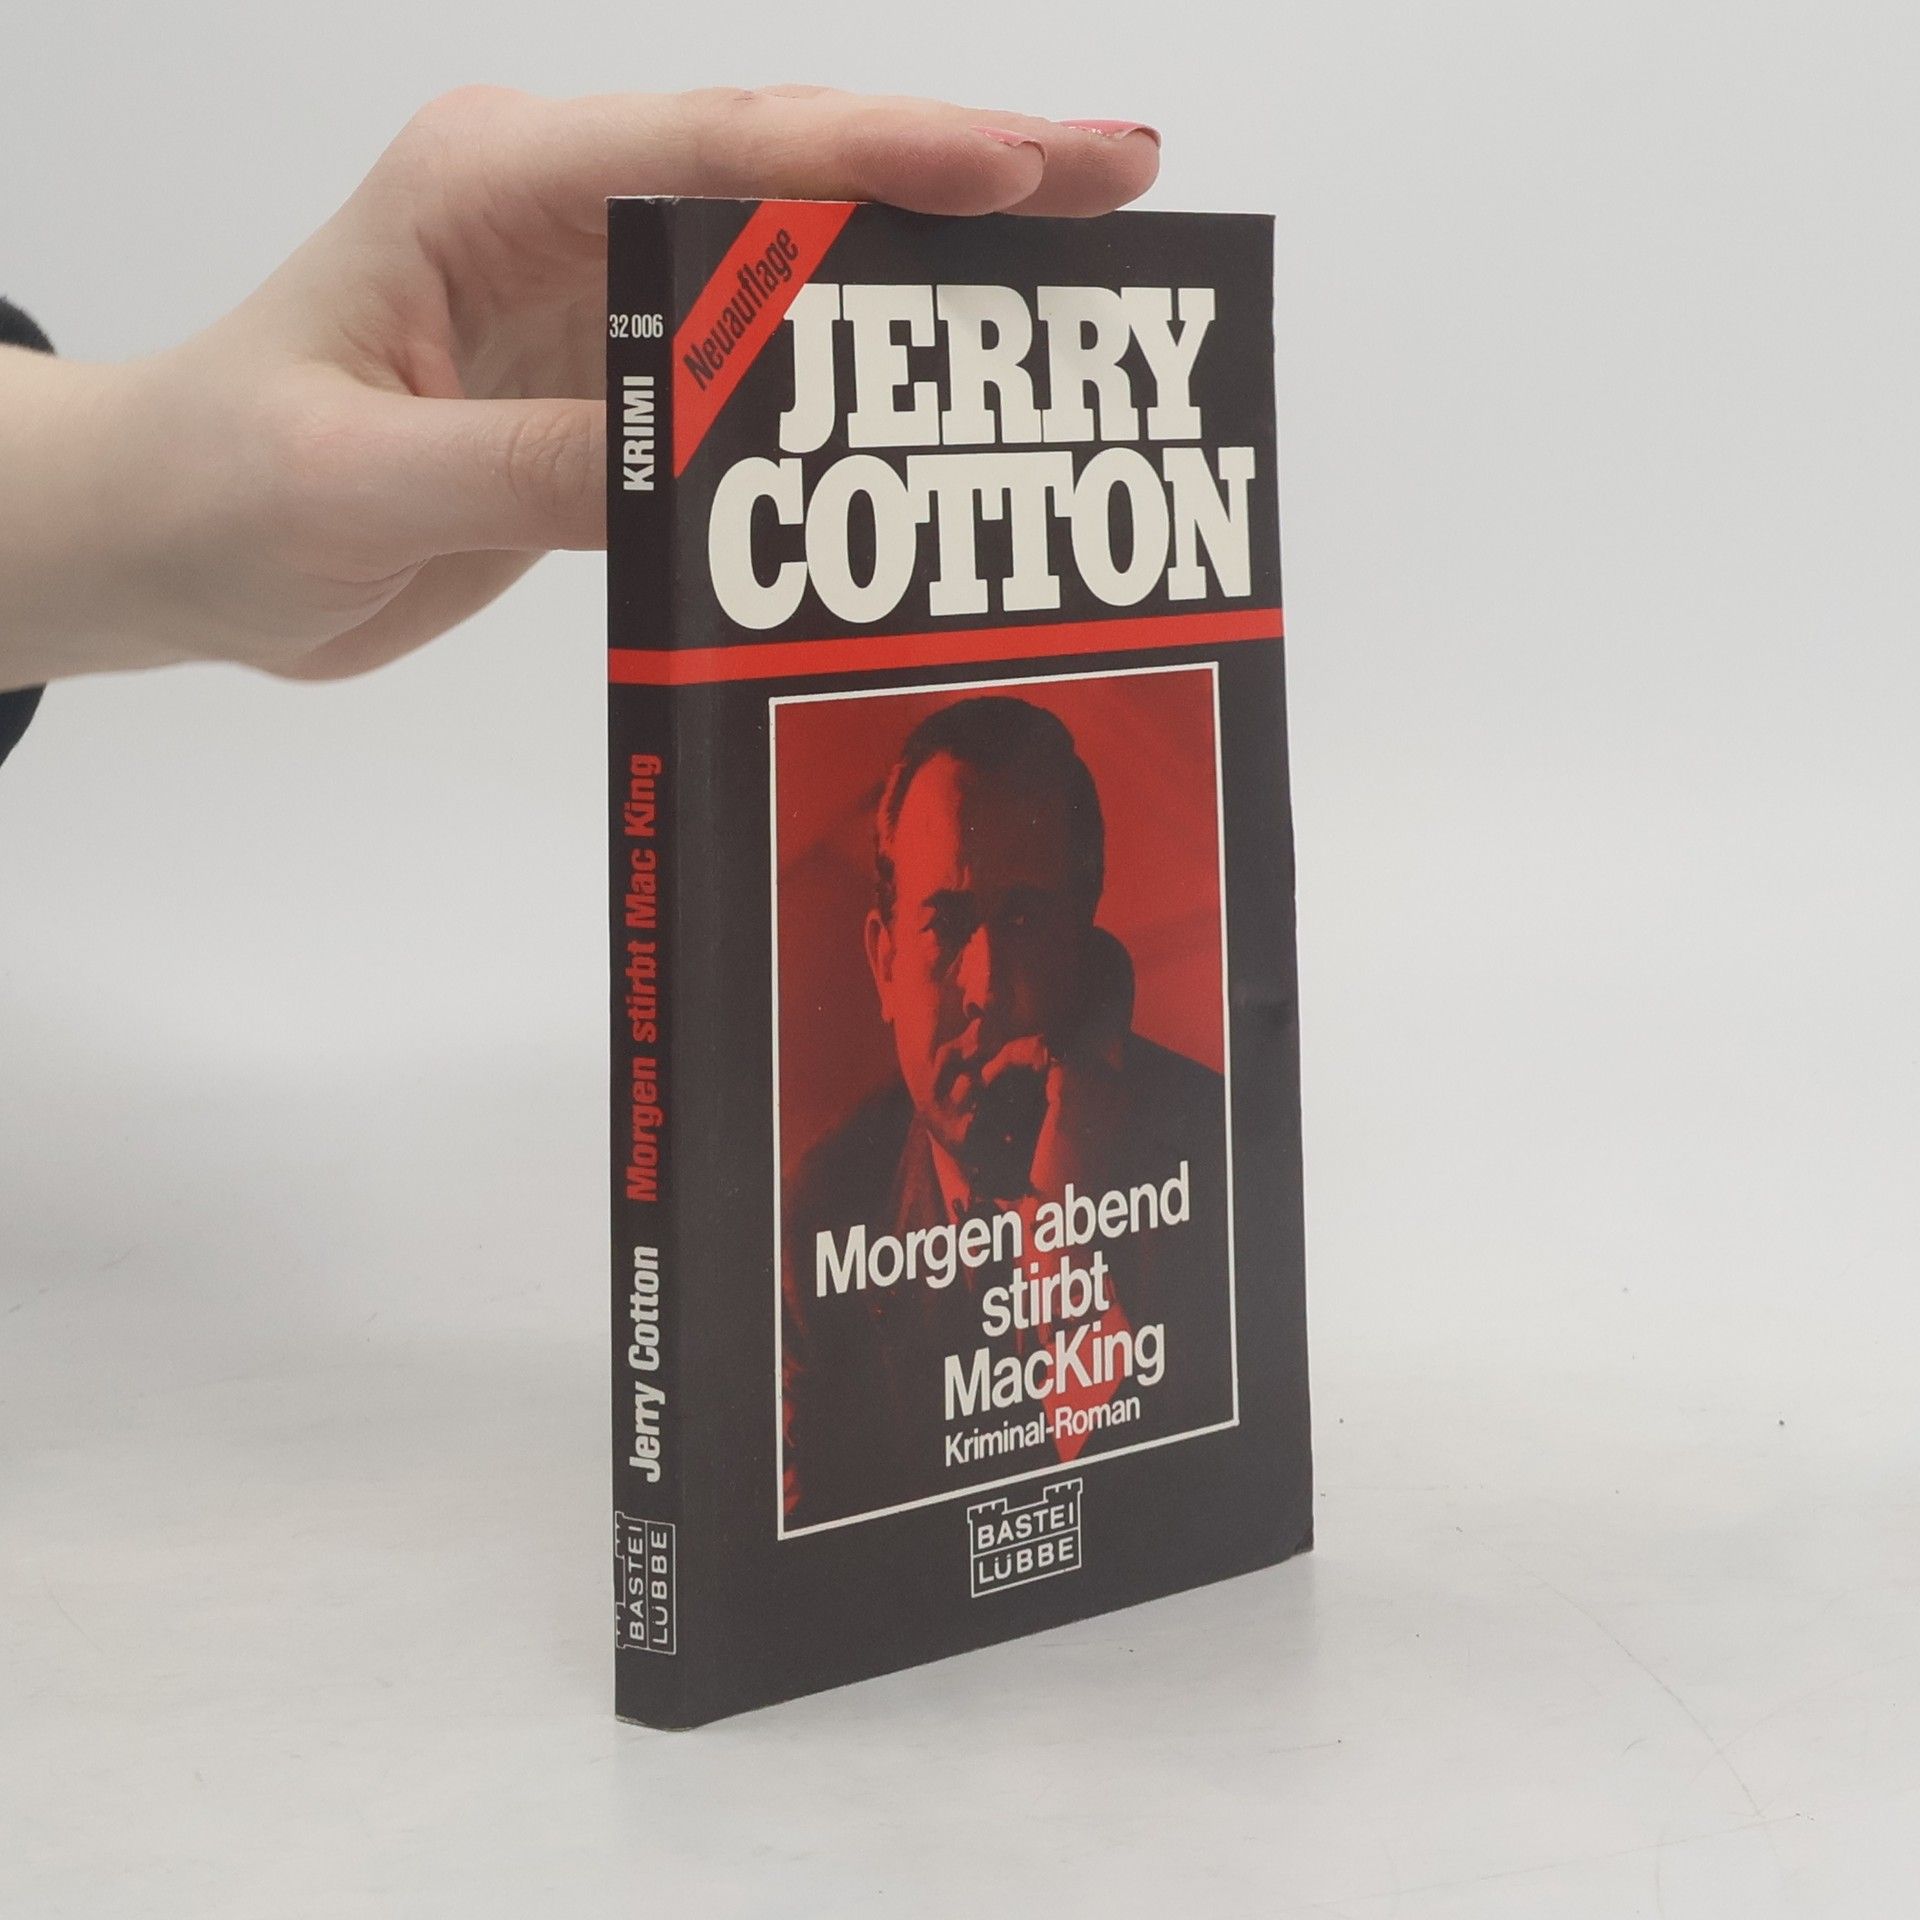 32 006
KRIMI
Morgen stirbt Mac King
Jerry Cotton
BASTEI
LÜBBE
Neuauflage
JERRY
COTTON
Morgen abend
stirbt
MacKing
Kriminal-Roman
BASTEI
LÜBBE